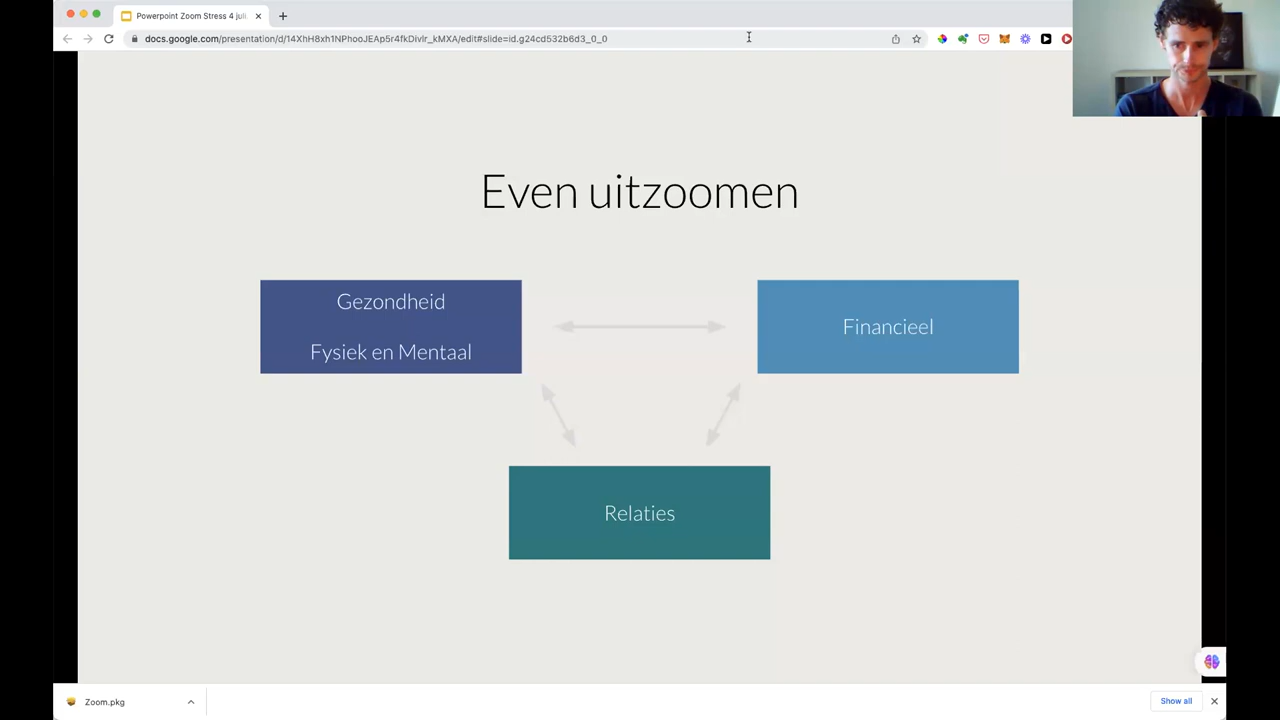 Powerpoint Zoom Stress 4 juli.
docs.google.com/presentation/d/14XhH8xh1NPhooJEAp5r4fkDivlr_kMXA/edit#slide=id.g24cd532b6d3_0_0
Even uitzoomen
Gezondheid
Fysiek en Mentaal
Financieel
Relaties
Zoom.pkg
Show all